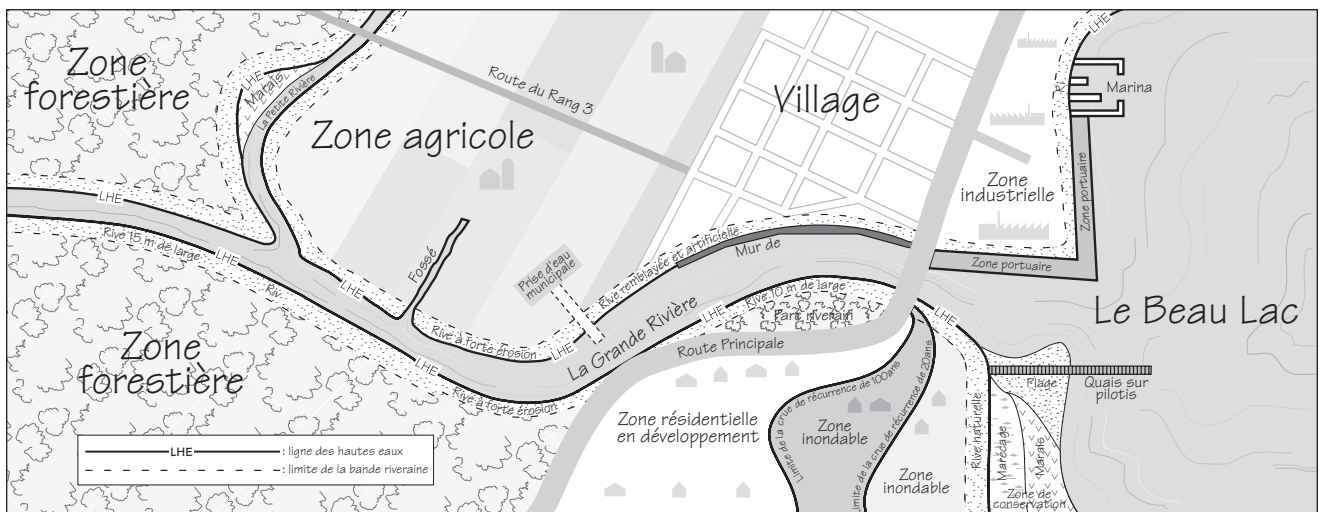 Zone
forestière
LHE
Marais
La Petite Rivière
Zone agricole
Route du Rang 3
Village
LHE
Marina
Zone
industrielle
Zone portuaire
Zone portuaire
Le Beau Lac
LHE
Rive 15 m de large
LHE
Riv
LHE
Fossé
Prise d'eau
municipale
Rive remblayée et artificielle
Mur de
Rive à forte érosion
LHE
La Grande Rivière
LHE
Rive 10 m de large
Parc riverain
LHE
Route Principale
Zone
forestière
LHE
Rive à forte érosion
Zone résidentielle
en développement
Limite de la crue de récurrence de 100ans
Zone
inondable
Limite de la crue de récurrence de 20ans
Zone
inondable
Rive naturelle
Plage
Quais sur
pilotis
Marécage
Marais
Zone de
conservation
LHE : ligne des hautes eaux
: limite de la bande riveraine